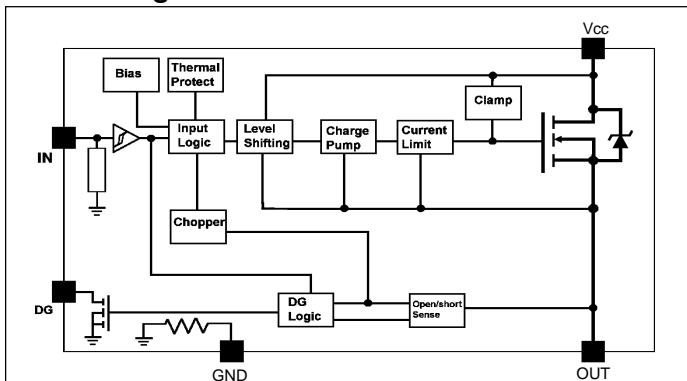 Vcc
Bias
Thermal
Protect
Clamp
IN
Input
Logic
Level
Shifting
Charge
Pump
Current
Limit
Chopper
DG
DG
Logic
Open/short
Sense
GND
OUT